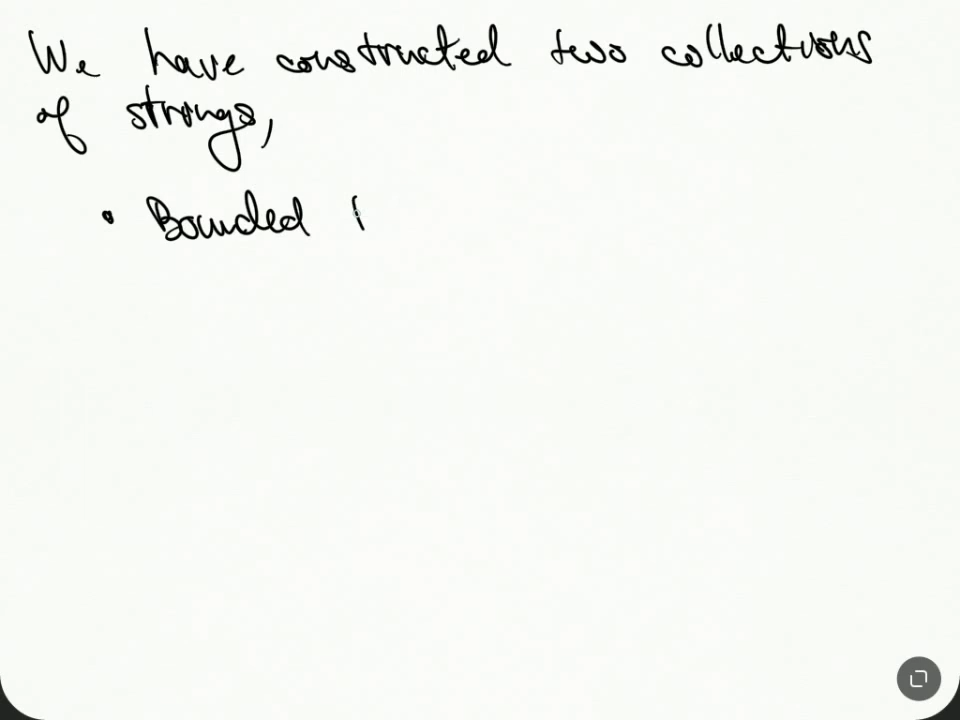 We have constructed two collections
of strings,
• Bounded